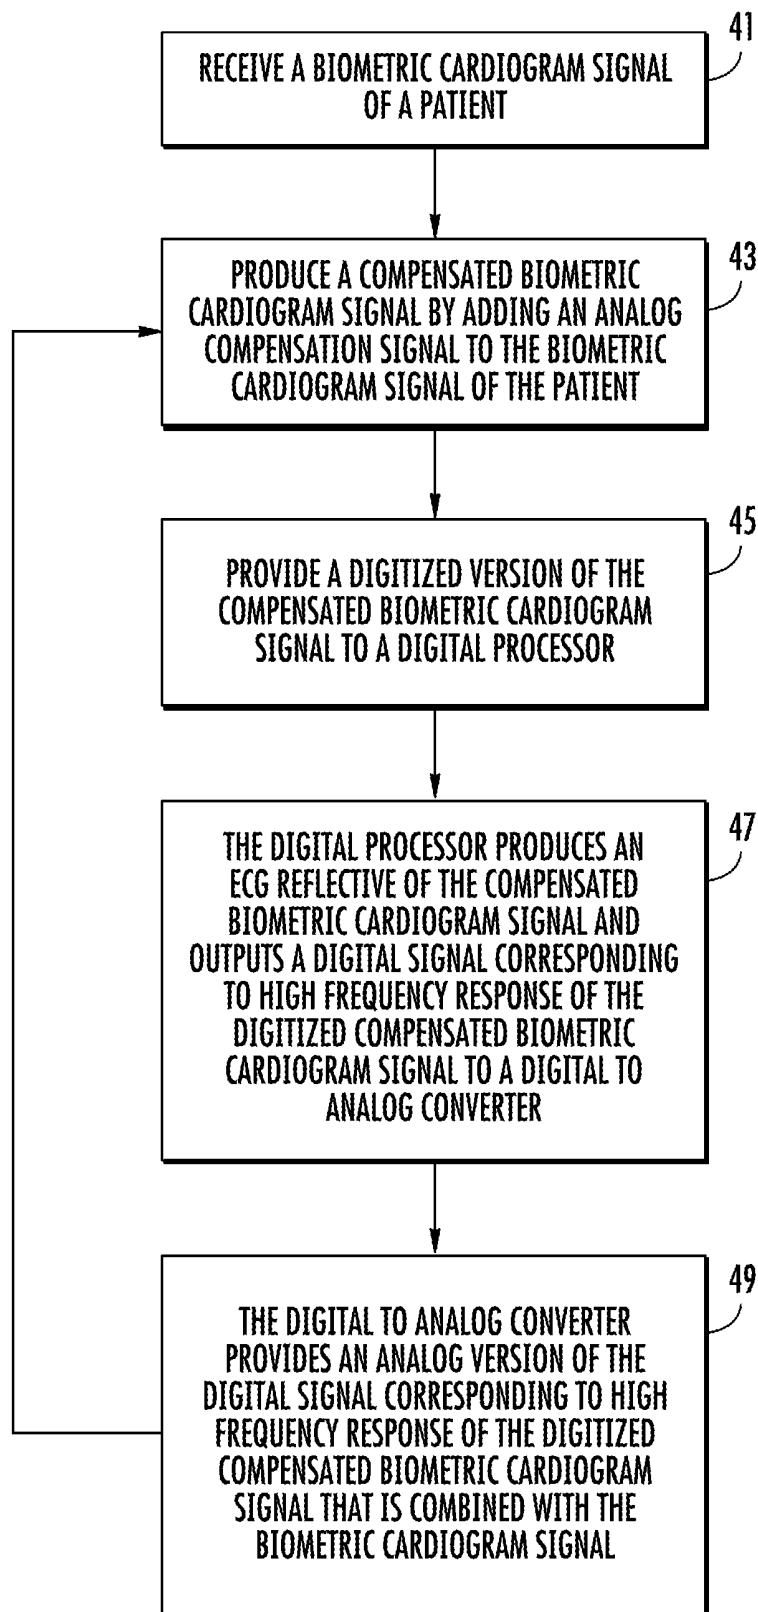 41
RECEIVE A BIOMETRIC CARDIOGRAM SIGNAL
OF A PATIENT
43
PRODUCE A COMPENSATED BIOMETRIC
CARDIOGRAM SIGNAL BY ADDING AN ANALOG
COMPENSATION SIGNAL TO THE BIOMETRIC
CARDIOGRAM SIGNAL OF THE PATIENT
45
PROVIDE A DIGITIZED VERSION OF THE
COMPENSATED BIOMETRIC CARDIOGRAM
SIGNAL TO A DIGITAL PROCESSOR
47
THE DIGITAL PROCESSOR PRODUCES AN
ECG REFLECTIVE OF THE COMPENSATED
BIOMETRIC CARDIOGRAM SIGNAL AND
OUTPUTS A DIGITAL SIGNAL CORRESPONDING
TO HIGH FREQUENCY RESPONSE OF THE
DIGITIZED COMPENSATED BIOMETRIC
CARDIOGRAM SIGNAL TO A DIGITAL TO
ANALOG CONVERTER
49
THE DIGITAL TO ANALOG CONVERTER
PROVIDES AN ANALOG VERSION OF THE
DIGITAL SIGNAL CORRESPONDING TO HIGH
FREQUENCY RESPONSE OF THE DIGITIZED
COMPENSATED BIOMETRIC CARDIOGRAM
SIGNAL THAT IS COMBINED WITH THE
BIOMETRIC CARDIOGRAM SIGNAL